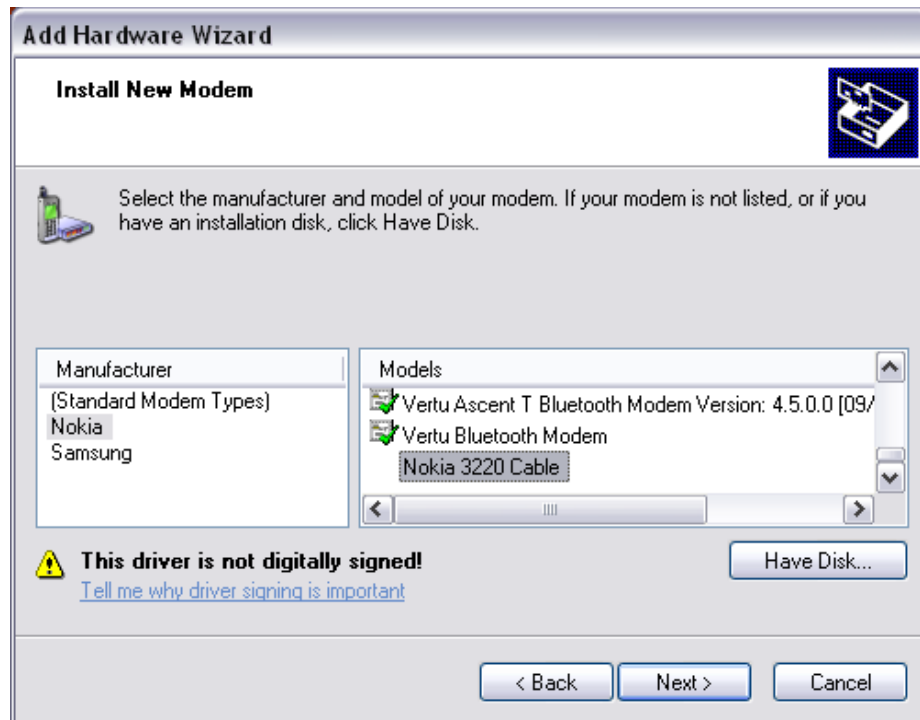 Add Hardware Wizard
Install New Modem
Select the manufacturer and model of your modem. If your modem is not listed, or if you
have an installation disk, click Have Disk.
Manufacturer
(Standard Modem Types)
Nokia
Samsung
Models
Vertu Ascent T Bluetooth Modem Version: 4.5.0.0 [09/
Vertu Bluetooth Modem
Nokia 3220 Cable
This driver is not digitally signed!
Tell me why driver signing is important
Have Disk...
< Back
Next >
Cancel